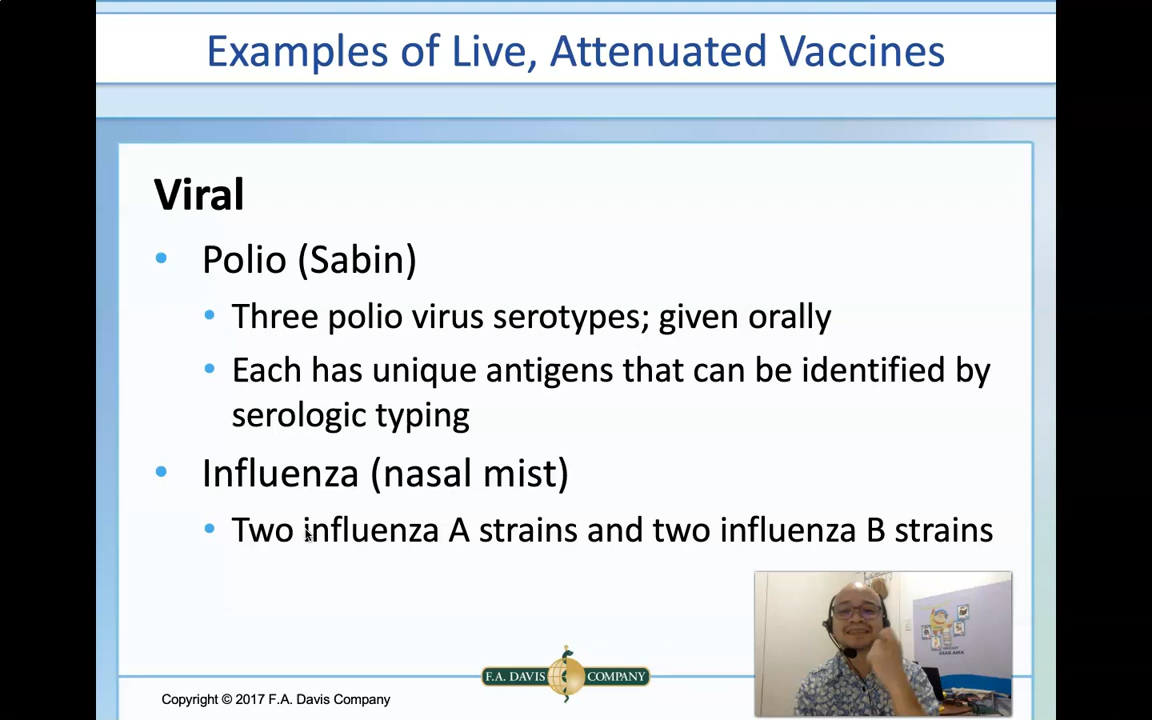 Examples of Live, Attenuated Vaccines
Viral
• Polio (Sabin)
• Three polio virus serotypes; given orally
• Each has unique antigens that can be identified by
serologic typing
• Influenza (nasal mist)
• Two influenza A strains and two influenza B strains
F.A. DAVIS COMPANY
Copyright © 2017 F.A. Davis Company